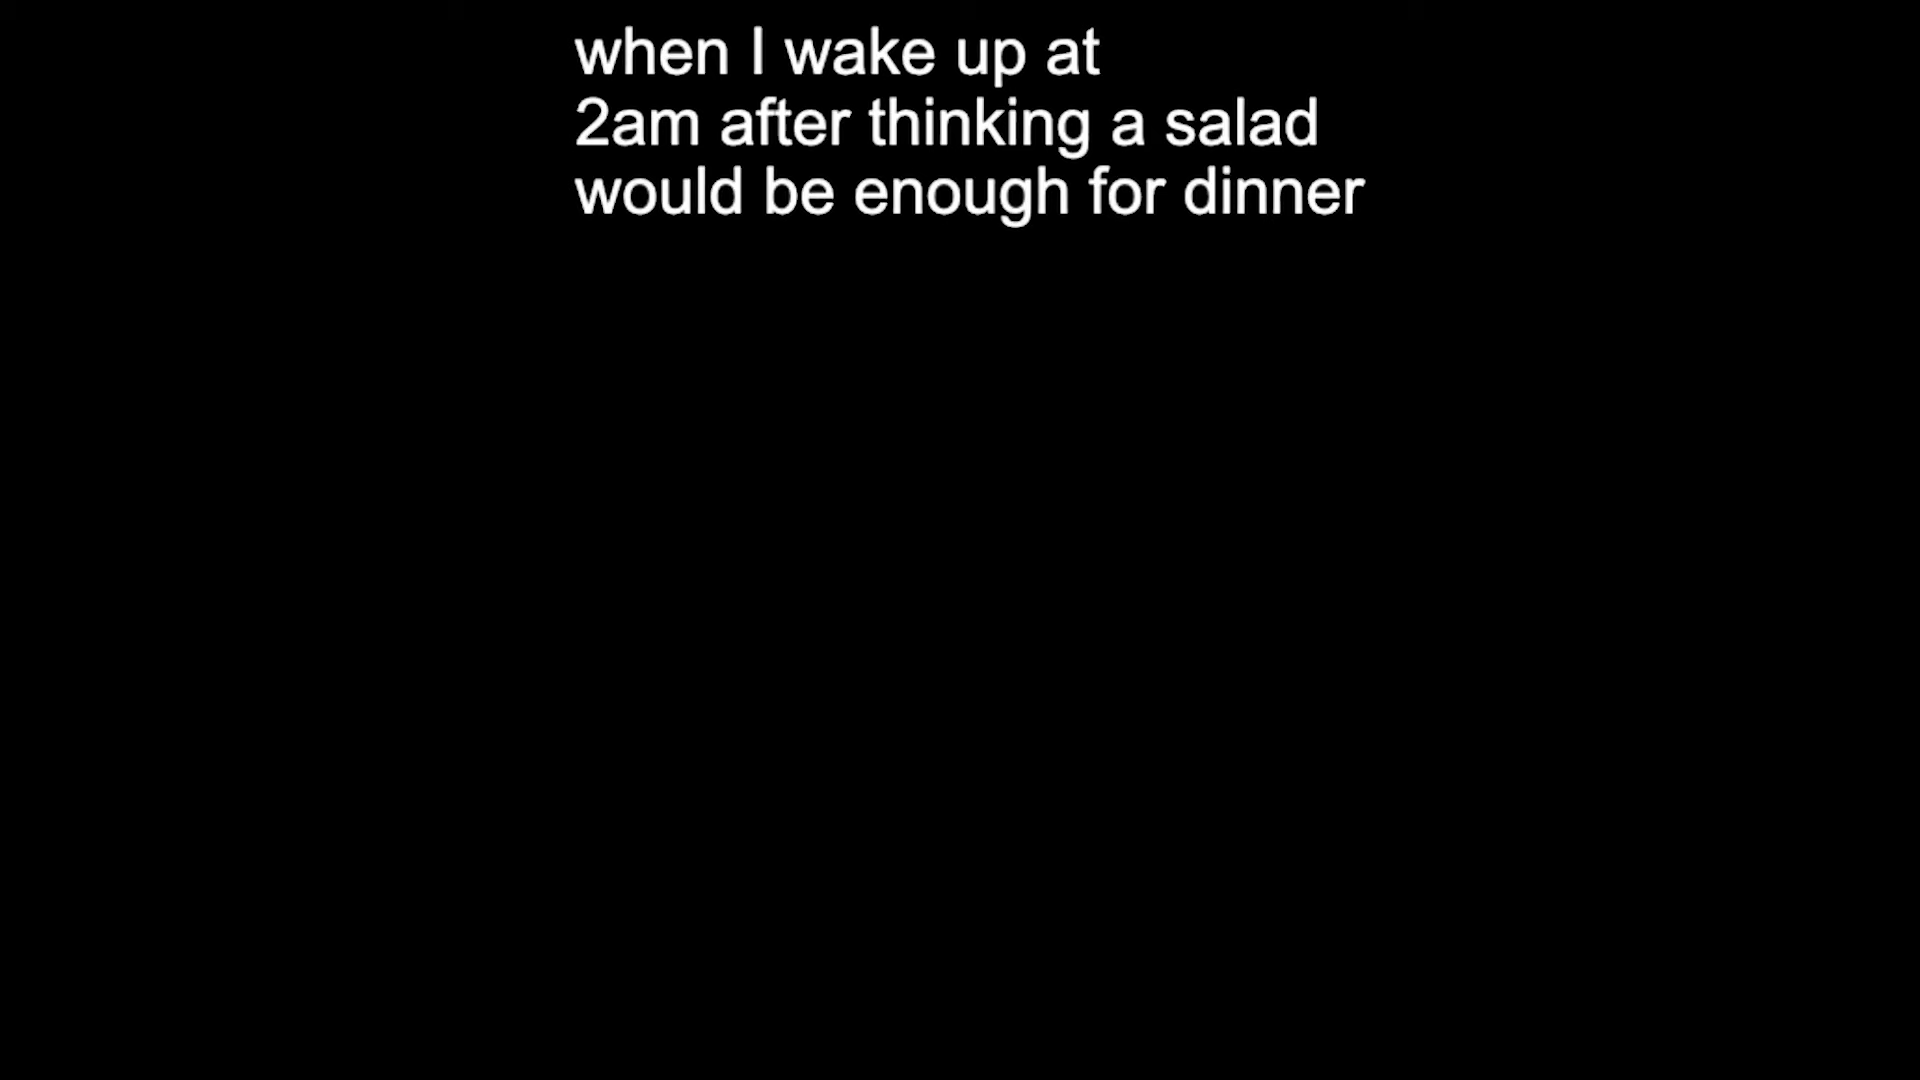 when I wake up at
2am after thinking a salad
would be enough for dinner